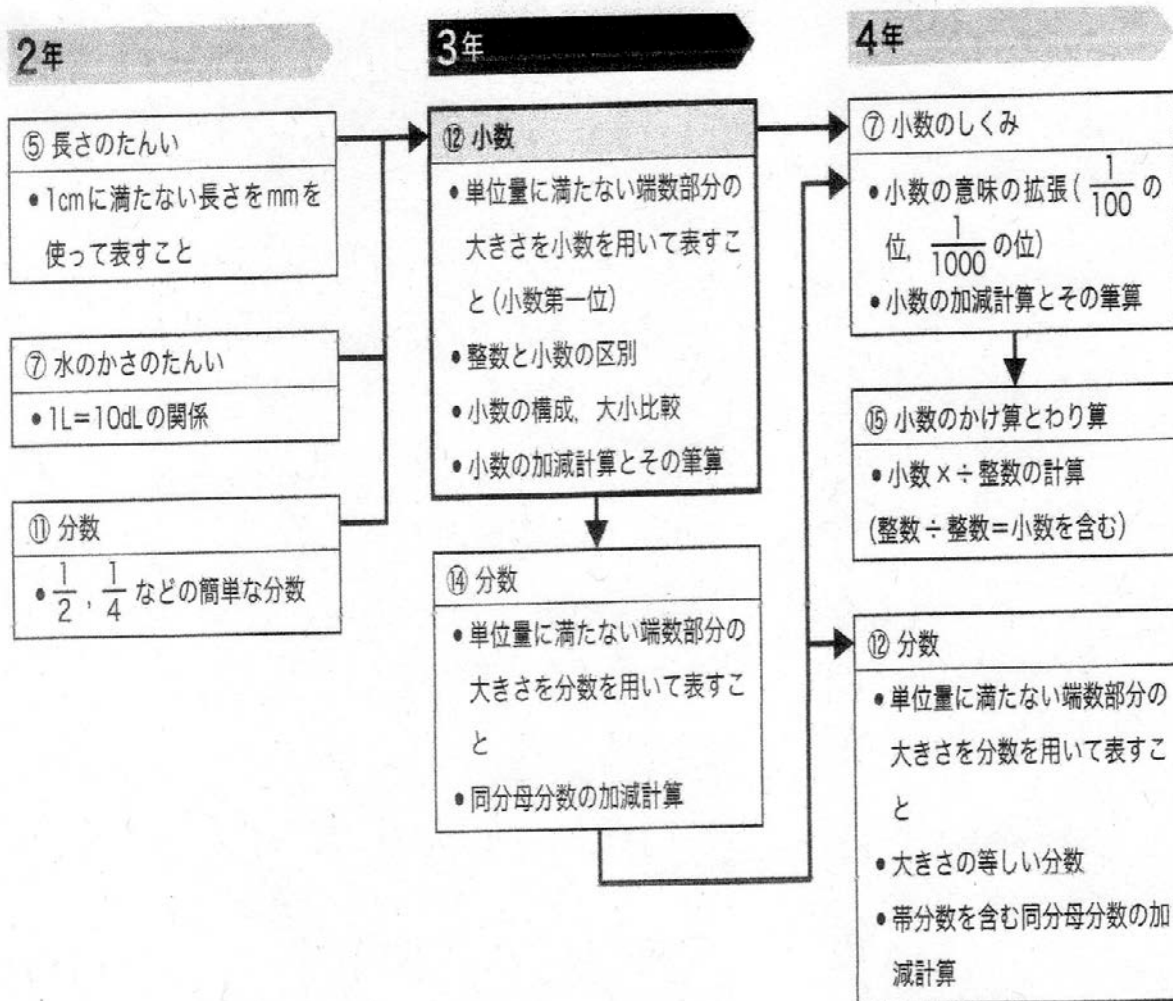 2年
⑤ 長さのたんい
• 1cmに満たない長さをmmを
使って表すこと
⑦ 水のかさのたんい
• 1L=10dLの関係
⑪ 分数
• 1/2, 1/4 などの簡単な分数
3年
⑫ 小数
• 単位量に満たない端数部分の
大きさを小数を用いて表すこ
と(小数第一位)
• 整数と小数の区別
• 小数の構成, 大小比較
• 小数の加減計算とその筆算
⑭ 分数
• 単位量に満たない端数部分の
大きさを分数を用いて表すこ
と
• 同分母分数の加減計算
4年
⑦ 小数のしくみ
• 小数の意味の拡張( 1/100 の
位, 1/1000 の位)
• 小数の加減計算とその筆算
⑮ 小数のかけ算とわり算
• 小数×÷整数の計算
(整数÷整数=小数を含む)
⑫ 分数
• 単位量に満たない端数部分の
大きさを分数を用いて表すこ
と
• 大きさの等しい分数
• 帯分数を含む同分母分数の加
減計算